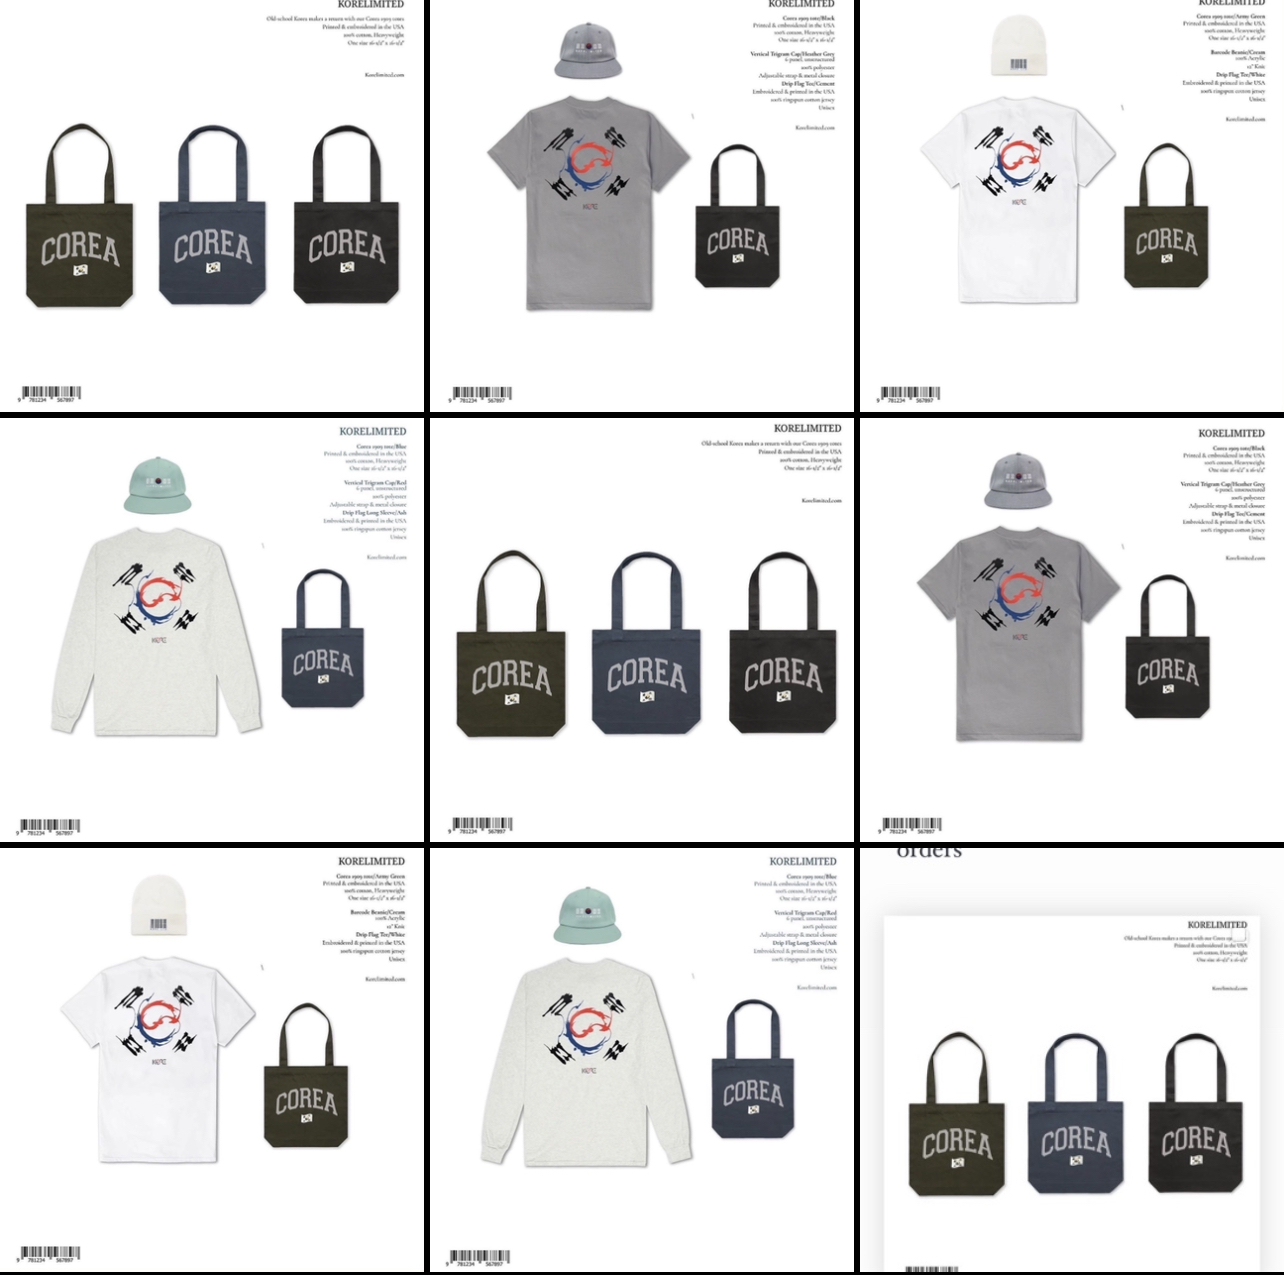 KORELIMITED
Old school Korea makes a return with our Corea 1909 totes
Printed & embroidered in the USA
100% cotton, Heavyweight
One size 16-1/2" x 16-1/2"
Korelimited.com
COREA
COREA
COREA
9 781234 567897
KORELIMITED
Corea 1909 tote/Black
Printed & embroidered in the USA
100% cotton, Heavyweight
One size 16-1/2" x 16-1/2"
Vertical Trigram Cap/Heather Grey
6 panel, unstructured
100% polyester
Adjustable strap & metal closure
Drip Flag Tee/Cement
Embroidered & printed in the USA
100% ringspun cotton jersey
Unisex
Korelimited.com
COREA
9 781234 567897
KORELIMITED
Corea 1909 tote/Army Green
Printed & embroidered in the USA
100% cotton, Heavyweight
One size 16-1/2" x 16-1/2"
Barcode Beanie/Cream
100% Acrylic
12" Knit
Drip Flag Tee/White
Embroidered & printed in the USA
100% ringspun cotton jersey
Unisex
Korelimited.com
COREA
9 781234 567897
KORELIMITED
Corea 1909 tote/Blue
Printed & embroidered in the USA
100% cotton, Heavyweight
One size 16-1/2" x 16-1/2"
Vertical Trigram Cap/Red
6 panel, unstructured
100% polyester
Adjustable strap & metal closure
Drip Flag Long Sleeve/Ash
Embroidered & printed in the USA
100% ringspun cotton jersey
Unisex
Korelimited.com
COREA
9 781234 567897
KORELIMITED
Old school Korea makes a return with our Corea 1909 totes
Printed & embroidered in the USA
100% cotton, Heavyweight
One size 16-1/2" x 16-1/2"
Korelimited.com
COREA
COREA
COREA
9 781234 567897
KORELIMITED
Corea 1909 tote/Black
Printed & embroidered in the USA
100% cotton, Heavyweight
One size 16-1/2" x 16-1/2"
Vertical Trigram Cap/Heather Grey
6 panel, unstructured
100% polyester
Adjustable strap & metal closure
Drip Flag Tee/Cement
Embroidered & printed in the USA
100% ringspun cotton jersey
Unisex
Korelimited.com
COREA
9 781234 567897
KORELIMITED
Corea 1909 tote/Army Green
Printed & embroidered in the USA
100% cotton, Heavyweight
One size 16-1/2" x 16-1/2"
Barcode Beanie/Cream
100% Acrylic
12" Knit
Drip Flag Tee/White
Embroidered & printed in the USA
100% ringspun cotton jersey
Unisex
Korelimited.com
COREA
9 781234 567897
KORELIMITED
Corea 1909 tote/Blue
Printed & embroidered in the USA
100% cotton, Heavyweight
One size 16-1/2" x 16-1/2"
Vertical Trigram Cap/Red
6 panel, unstructured
100% polyester
Adjustable strap & metal closure
Drip Flag Long Sleeve/Ash
Embroidered & printed in the USA
100% ringspun cotton jersey
Unisex
Korelimited.com
COREA
9 781234 567897
orders
KORELIMITED
Old school Korea makes a return with our Corea
Printed & embroidered in the USA
100% cotton, Heavyweight
One size 16-1/2" x 16-1/2"
Korelimited.com
COREA
COREA
COREA